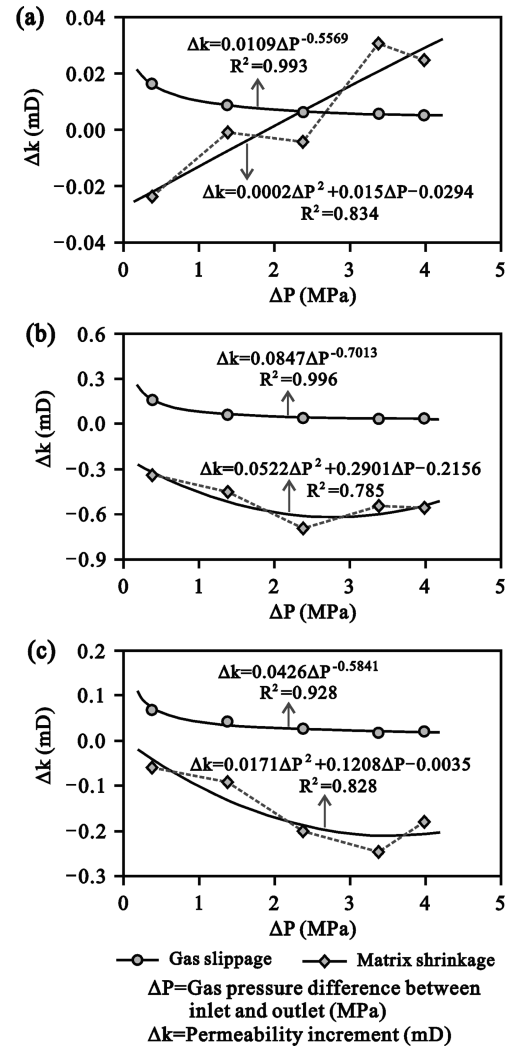 (a)
0.04
0.02
0.00
−0.02
−0.04
Δk (mD)
Δk=0.0109ΔP^-0.5569
R²=0.993
Δk=0.0002ΔP²+0.015ΔP−0.0294
R²=0.834
0 1 2 3 4 5
ΔP (MPa)
(b)
0.6
0.3
0.0
−0.3
−0.6
−0.9
Δk (mD)
Δk=0.0847ΔP^-0.7013
R²=0.996
Δk=0.0522ΔP²+0.2901ΔP−0.2156
R²=0.785
0 1 2 3 4 5
ΔP (MPa)
(c)
0.2
0.1
0.0
−0.1
−0.2
−0.3
Δk (mD)
Δk=0.0426ΔP^-0.5841
R²=0.928
Δk=0.0171ΔP²+0.1208ΔP−0.0035
R²=0.828
0 1 2 3 4 5
ΔP (MPa)
Gas slippage Matrix shrinkage
ΔP=Gas pressure difference between
inlet and outlet (MPa)
Δk=Permeability increment (mD)